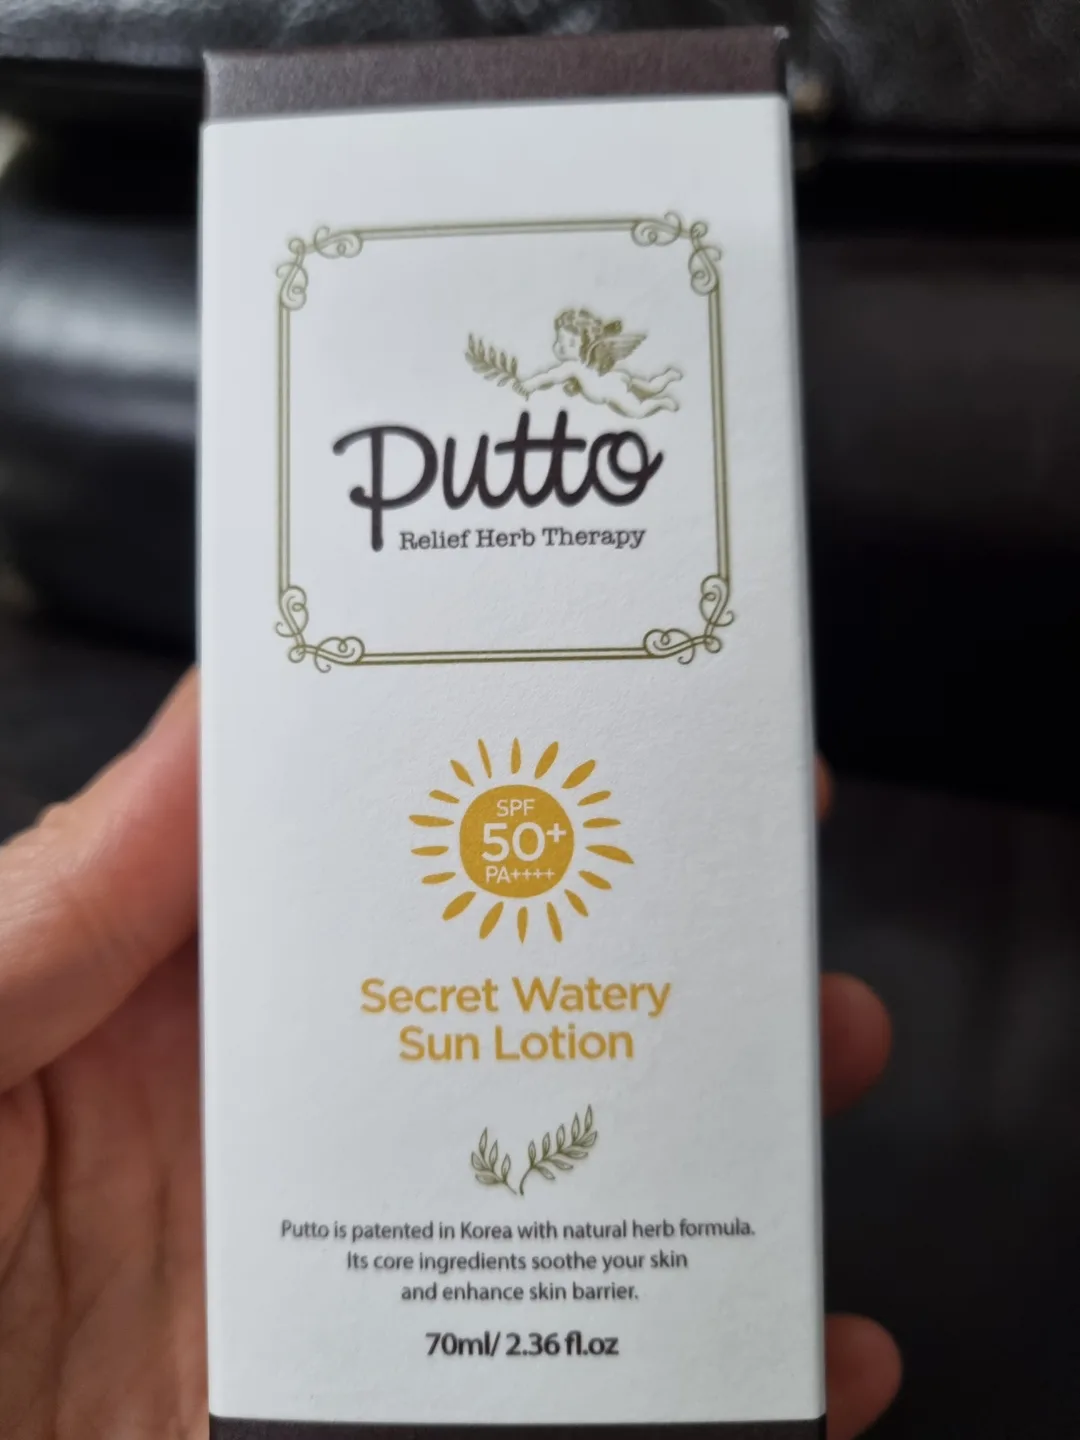 Putto
Relief Herb Therapy
SPF
50+
PA++++
Secret Watery
Sun Lotion
Putto is patented in Korea with natural herb formula.
Its core ingredients soothe your skin
and enhance skin barrier.
70ml/ 2.36 fl.oz